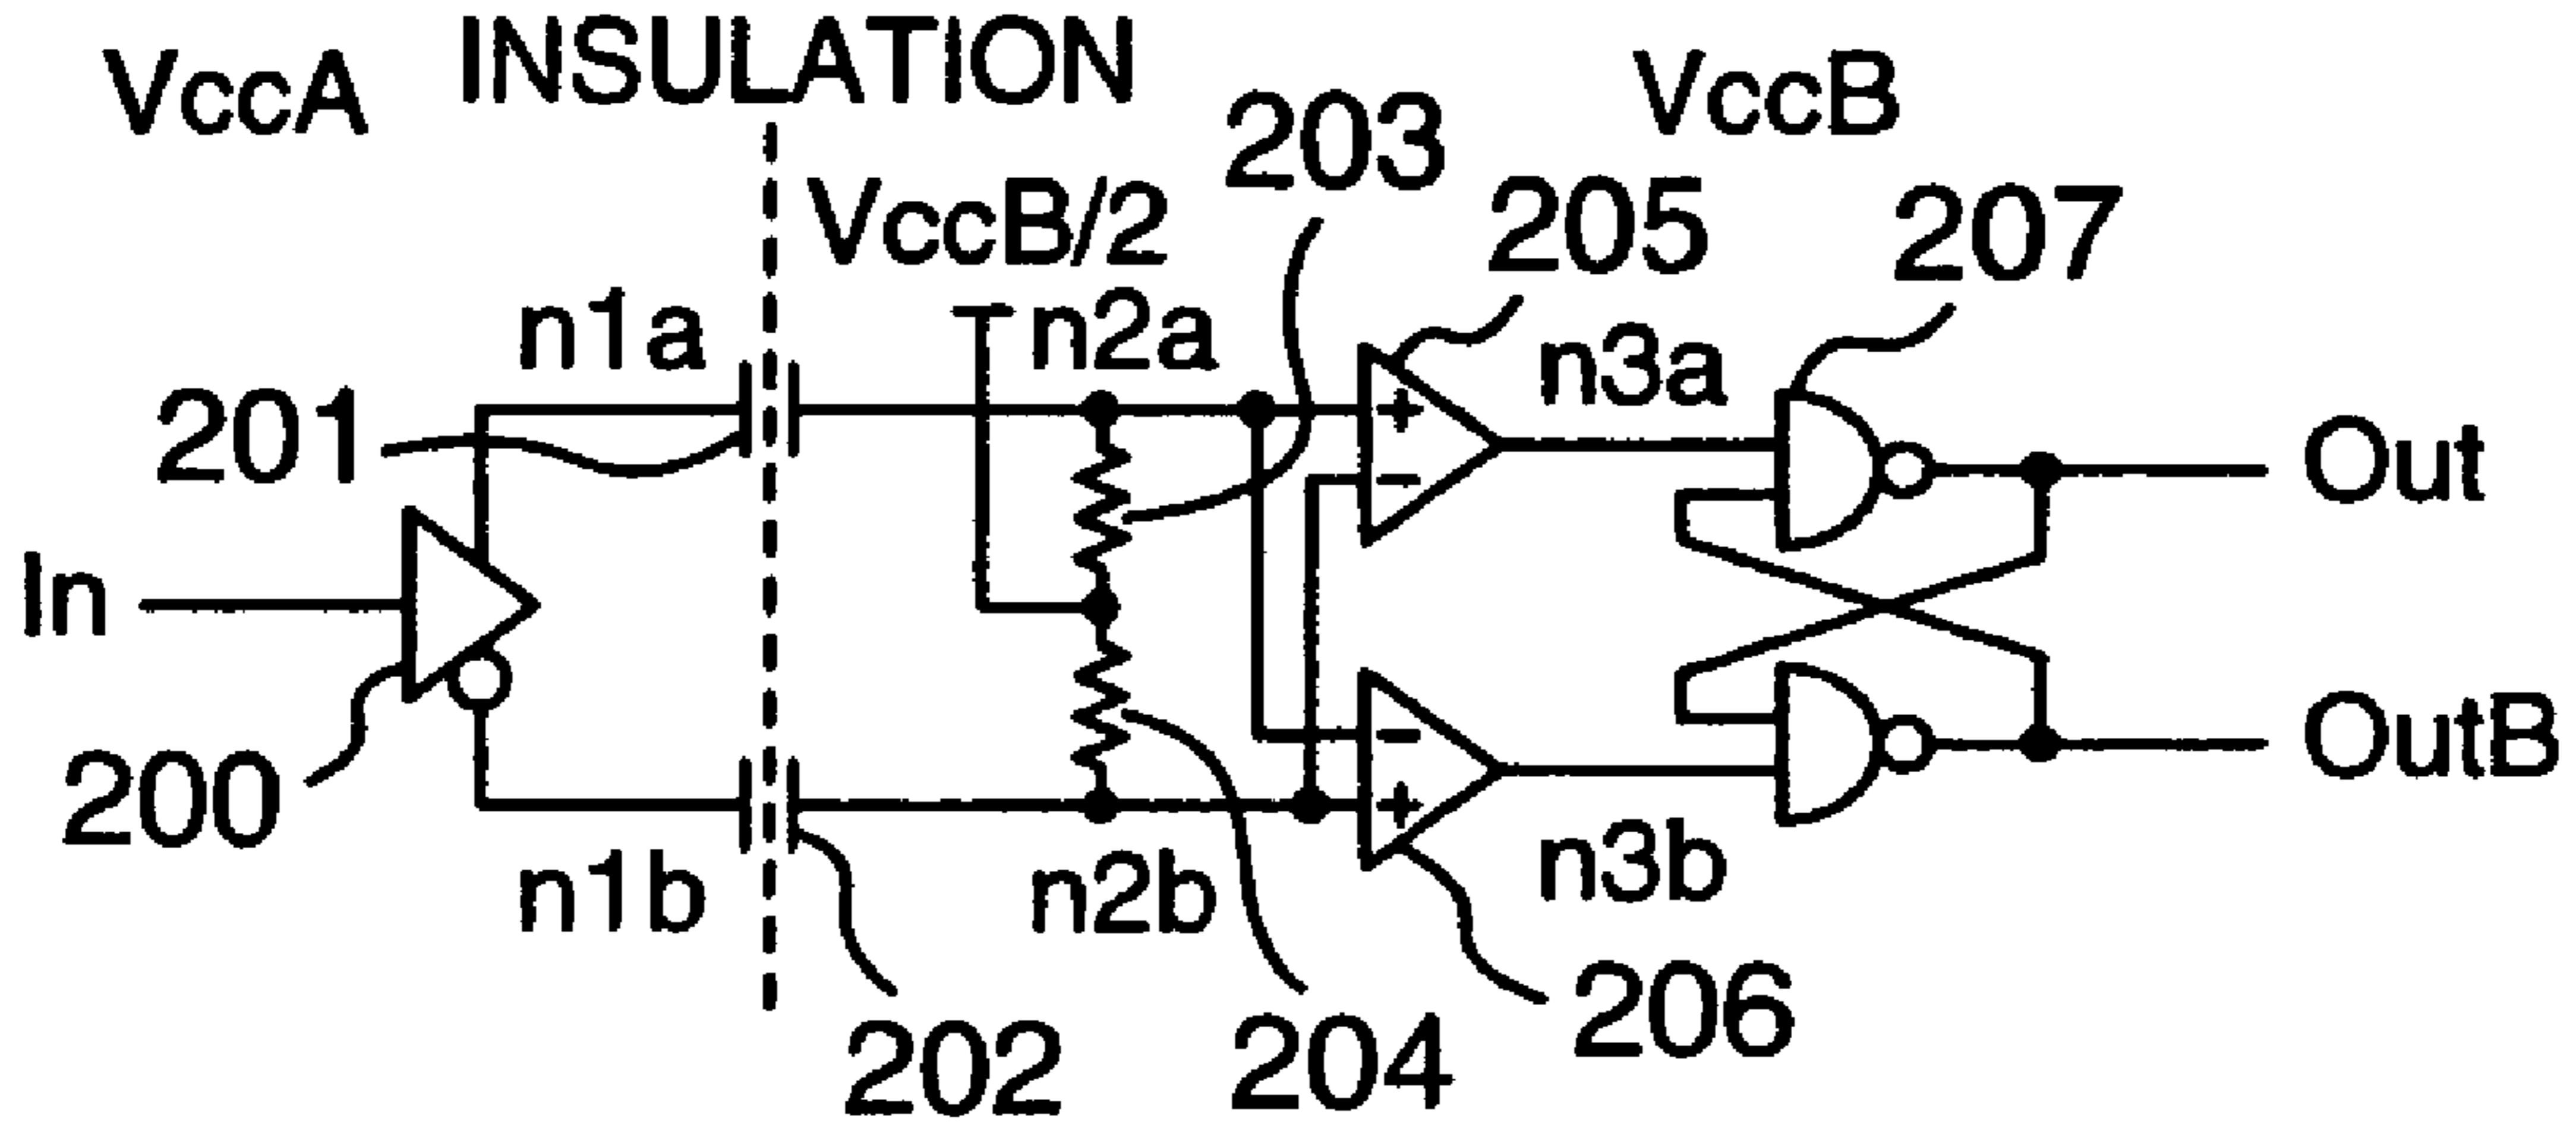 VccA
INSULATION
VccB
203
VccB/2
205
207
n1a
n2a
n3a
201
+
-
Out
In
-
+
OutB
200
n1b
n2b
n3b
202
204
206